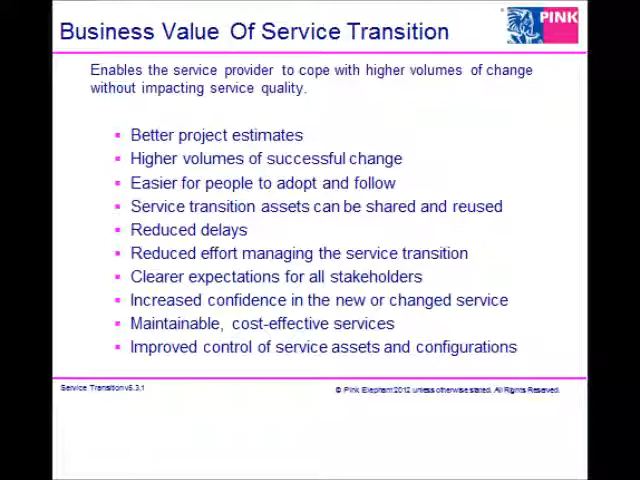 Business Value Of Service Transition
PINK
Enables the service provider to cope with higher volumes of change
without impacting service quality.
Better project estimates
Higher volumes of successful change
Easier for people to adopt and follow
Service transition assets can be shared and reused
Reduced delays
Reduced effort managing the service transition
Clearer expectations for all stakeholders
Increased confidence in the new or changed service
Maintainable, cost-effective services
Improved control of service assets and configurations
Service Transition v6.3.1
© Pink Elephant 2012 unless otherwise stated. All Rights Reserved.